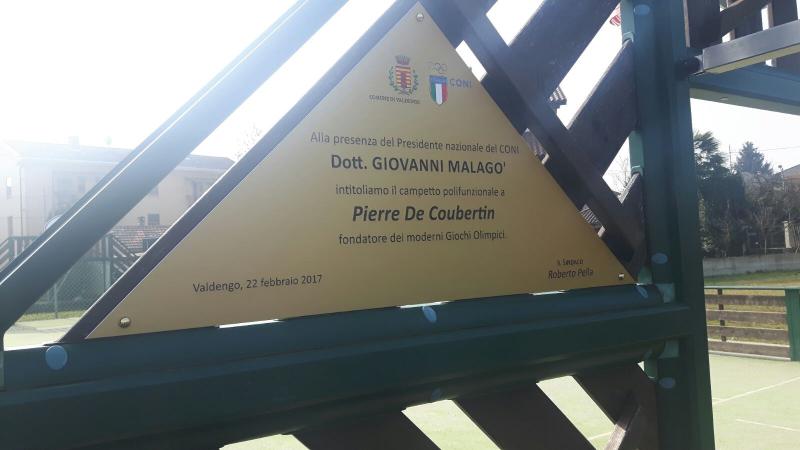 CONI
COMUNE DI VALDENGO
Alla presenza del Presidente nazionale del CONI
Dott. GIOVANNI MALAGO'
intitoliamo il campetto polifunzionale a
Pierre De Coubertin
fondatore dei moderni Giochi Olimpici.
Valdengo, 22 febbraio 2017
IL SINDACO
Roberto Pella